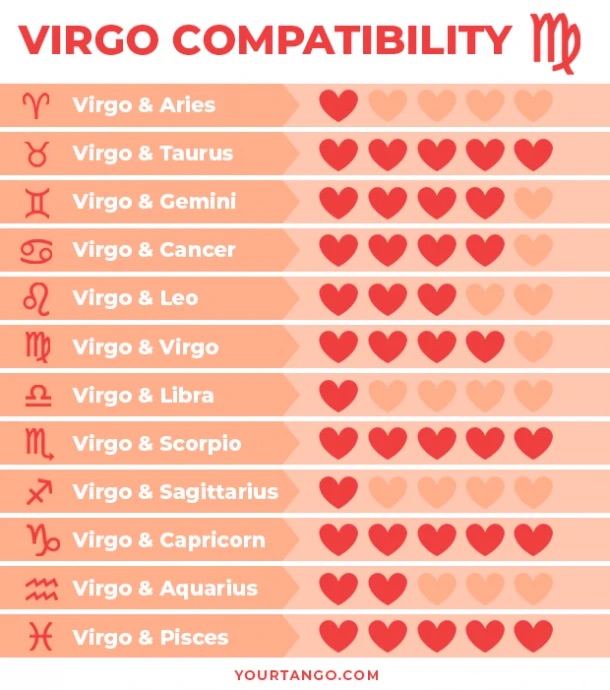 VIRGO COMPATIBILITY
Virgo & Aries
Virgo & Taurus
Virgo & Gemini
Virgo & Cancer
Virgo & Leo
Virgo & Virgo
Virgo & Libra
Virgo & Scorpio
Virgo & Sagittarius
Virgo & Capricorn
Virgo & Aquarius
Virgo & Pisces
YOURTANGO.COM